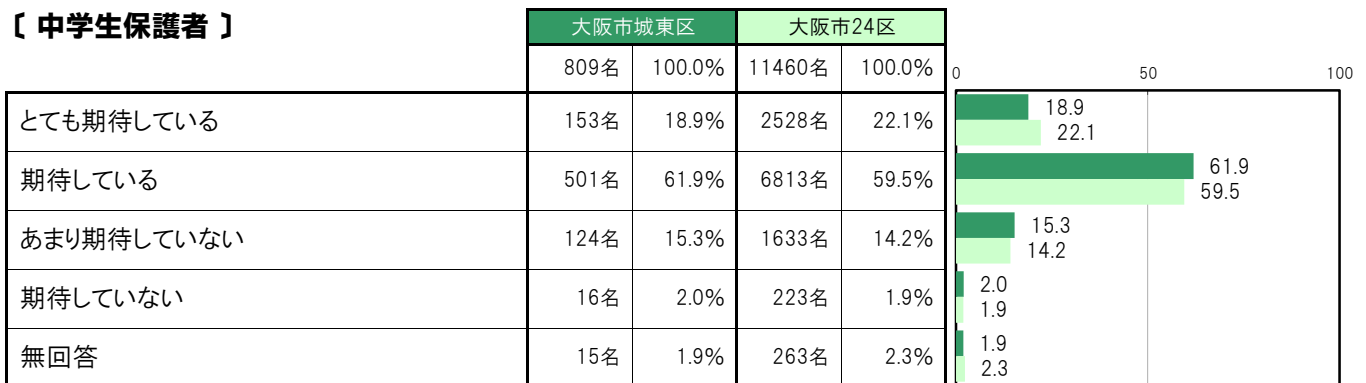 〔 中学生保護者 〕
大阪市城東区 大阪市24区
809名 100.0% 11460名 100.0%
0 50 100
とても期待している 153名 18.9% 2528名 22.1%
18.9
22.1
期待している 501名 61.9% 6813名 59.5%
61.9
59.5
あまり期待していない 124名 15.3% 1633名 14.2%
15.3
14.2
期待していない 16名 2.0% 223名 1.9%
2.0
1.9
無回答 15名 1.9% 263名 2.3%
1.9
2.3